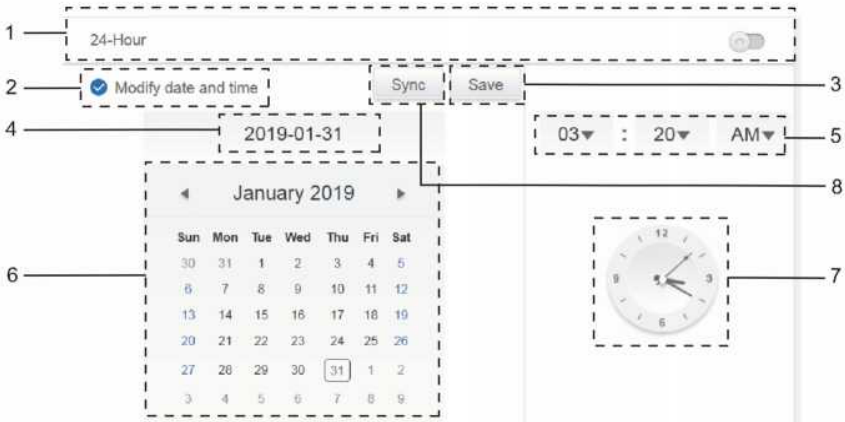 1
24-Hour
2
Modify date and time
Sync
Save
3
4
2019-01-31
03 : 20 AM
5
8
January 2019
Sun Mon Tue Wed Thu Fri Sat
30 31 1 2 3 4 5
6 7 8 9 10 11 12
13 14 15 16 17 18 19
20 21 22 23 24 25 26
27 28 29 30 31 1 2
3 4 5 6 7 8 9
6
12
9 3
6
7